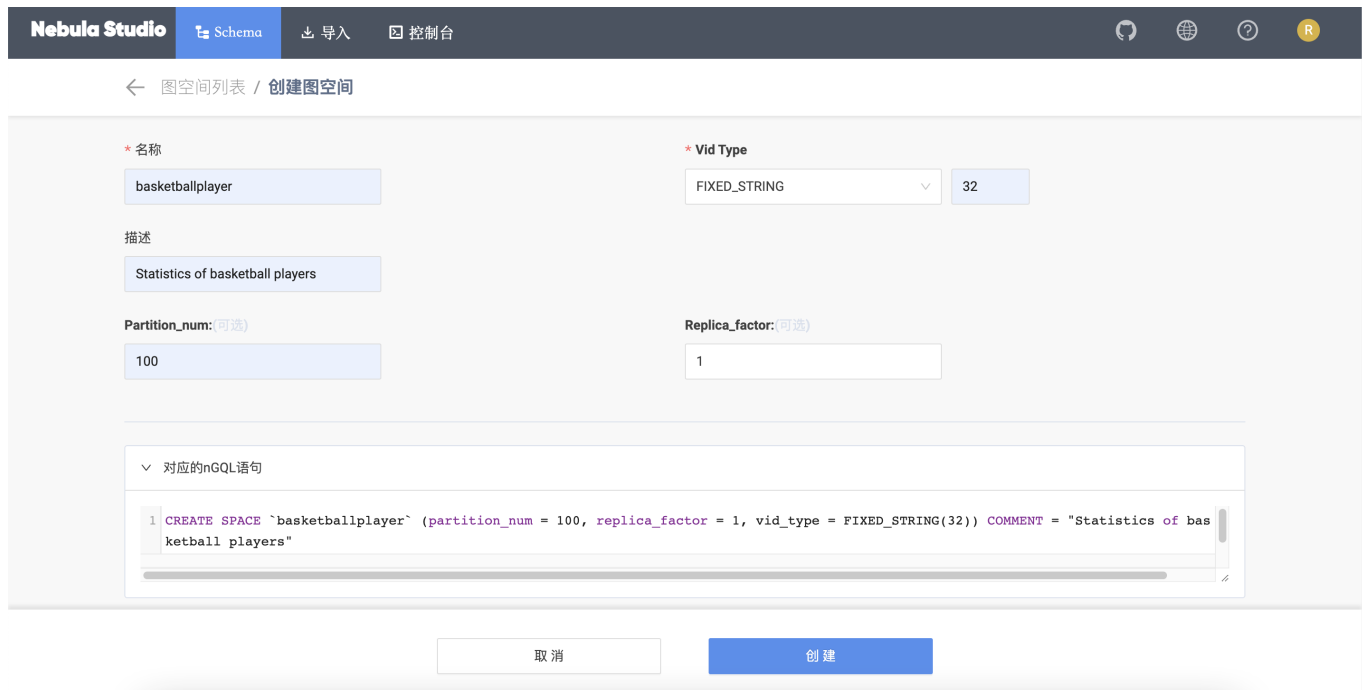 Nebula Studio Schema 导入 控制台 R
图空间列表 / 创建图空间
* 名称 * Vid Type
basketballplayer FIXED_STRING 32
描述
Statistics of basketball players
Partition_num:(可选) Replica_factor:(可选)
100 1
对应的nGQL语句
1 CREATE SPACE `basketballplayer` (partition_num = 100, replica_factor = 1, vid_type = FIXED_STRING(32)) COMMENT = "Statistics of bas
ketball players"
取消 创建